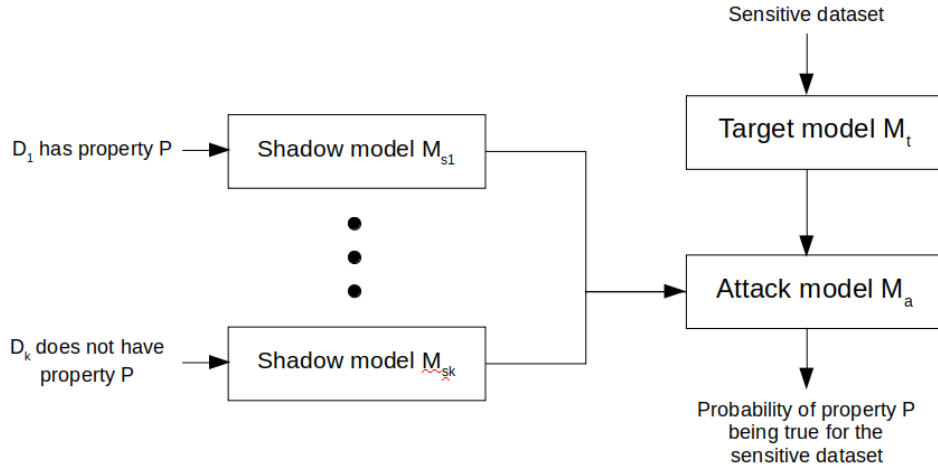 Sensitive dataset
Target model Mt
D1 has property P
Shadow model Ms1
Attack model Ma
Dk does not have
property P
Shadow model Msk
Probability of property P
being true for the
sensitive dataset